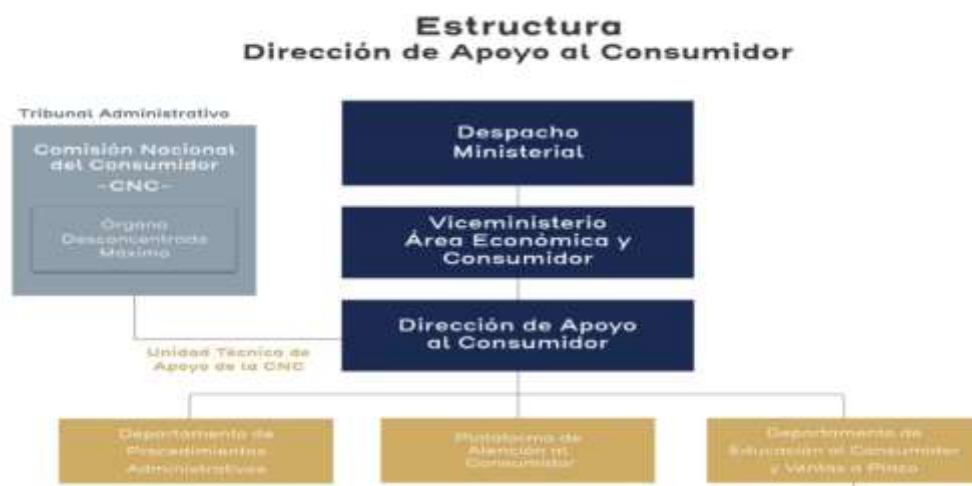 Estructura
Dirección de Apoyo al Consumidor
Tribunal Administrativo
Comisión Nacional
del Consumidor
-CNC-
Órgano
Desconcentrado
Máximo
Despacho
Ministerial
Viceministerio
Área Económica y
Consumidor
Dirección de Apoyo
al Consumidor
Unidad Técnica de
Apoyo de la CNC
Departamento de
Procedimientos
Administrativos
Plataforma de
Atención al
Consumidor
Departamento de
Educación al Consumidor
y Ventas a Plazo